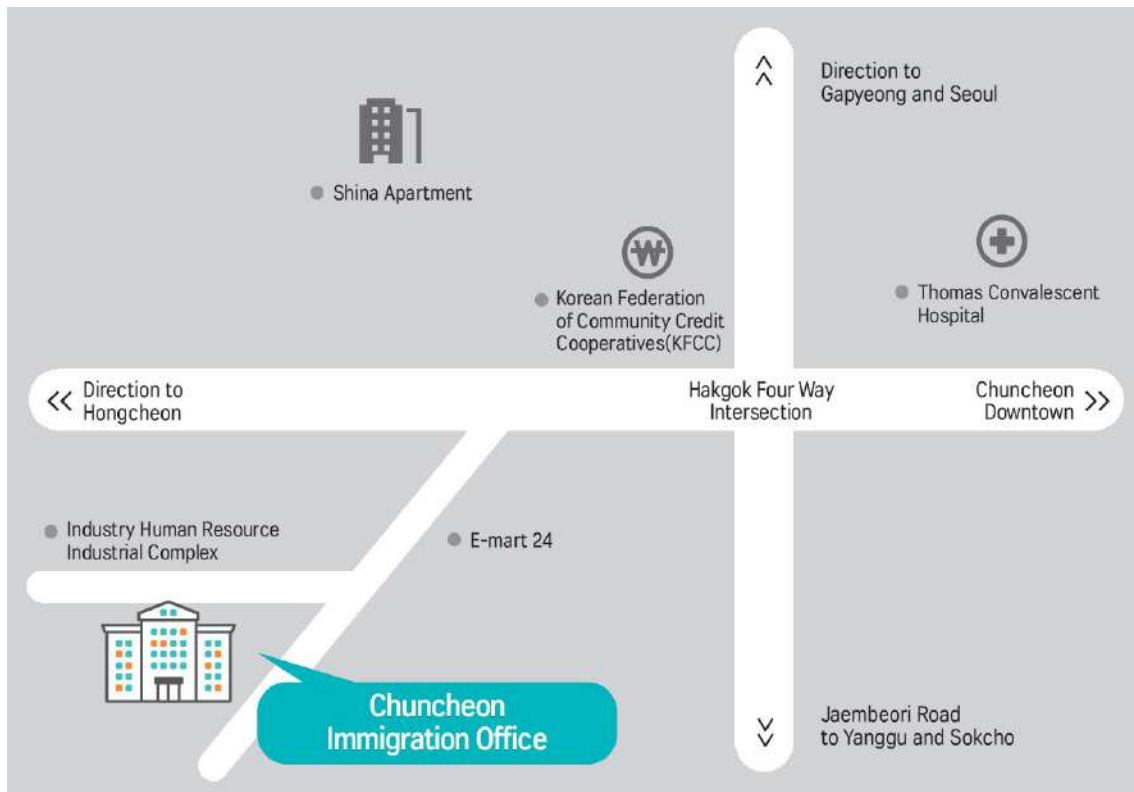 Direction to
Gapyeong and Seoul
Shina Apartment
₩
Korean Federation
of Community Credit
Cooperatives(KFCC)
Thomas Convalescent
Hospital
Direction to
Hongcheon
Hakgok Four Way
Intersection
Chuncheon
Downtown
Industry Human Resource
Industrial Complex
E-mart 24
Chuncheon
Immigration Office
Jaembeori Road
to Yanggu and Sokcho